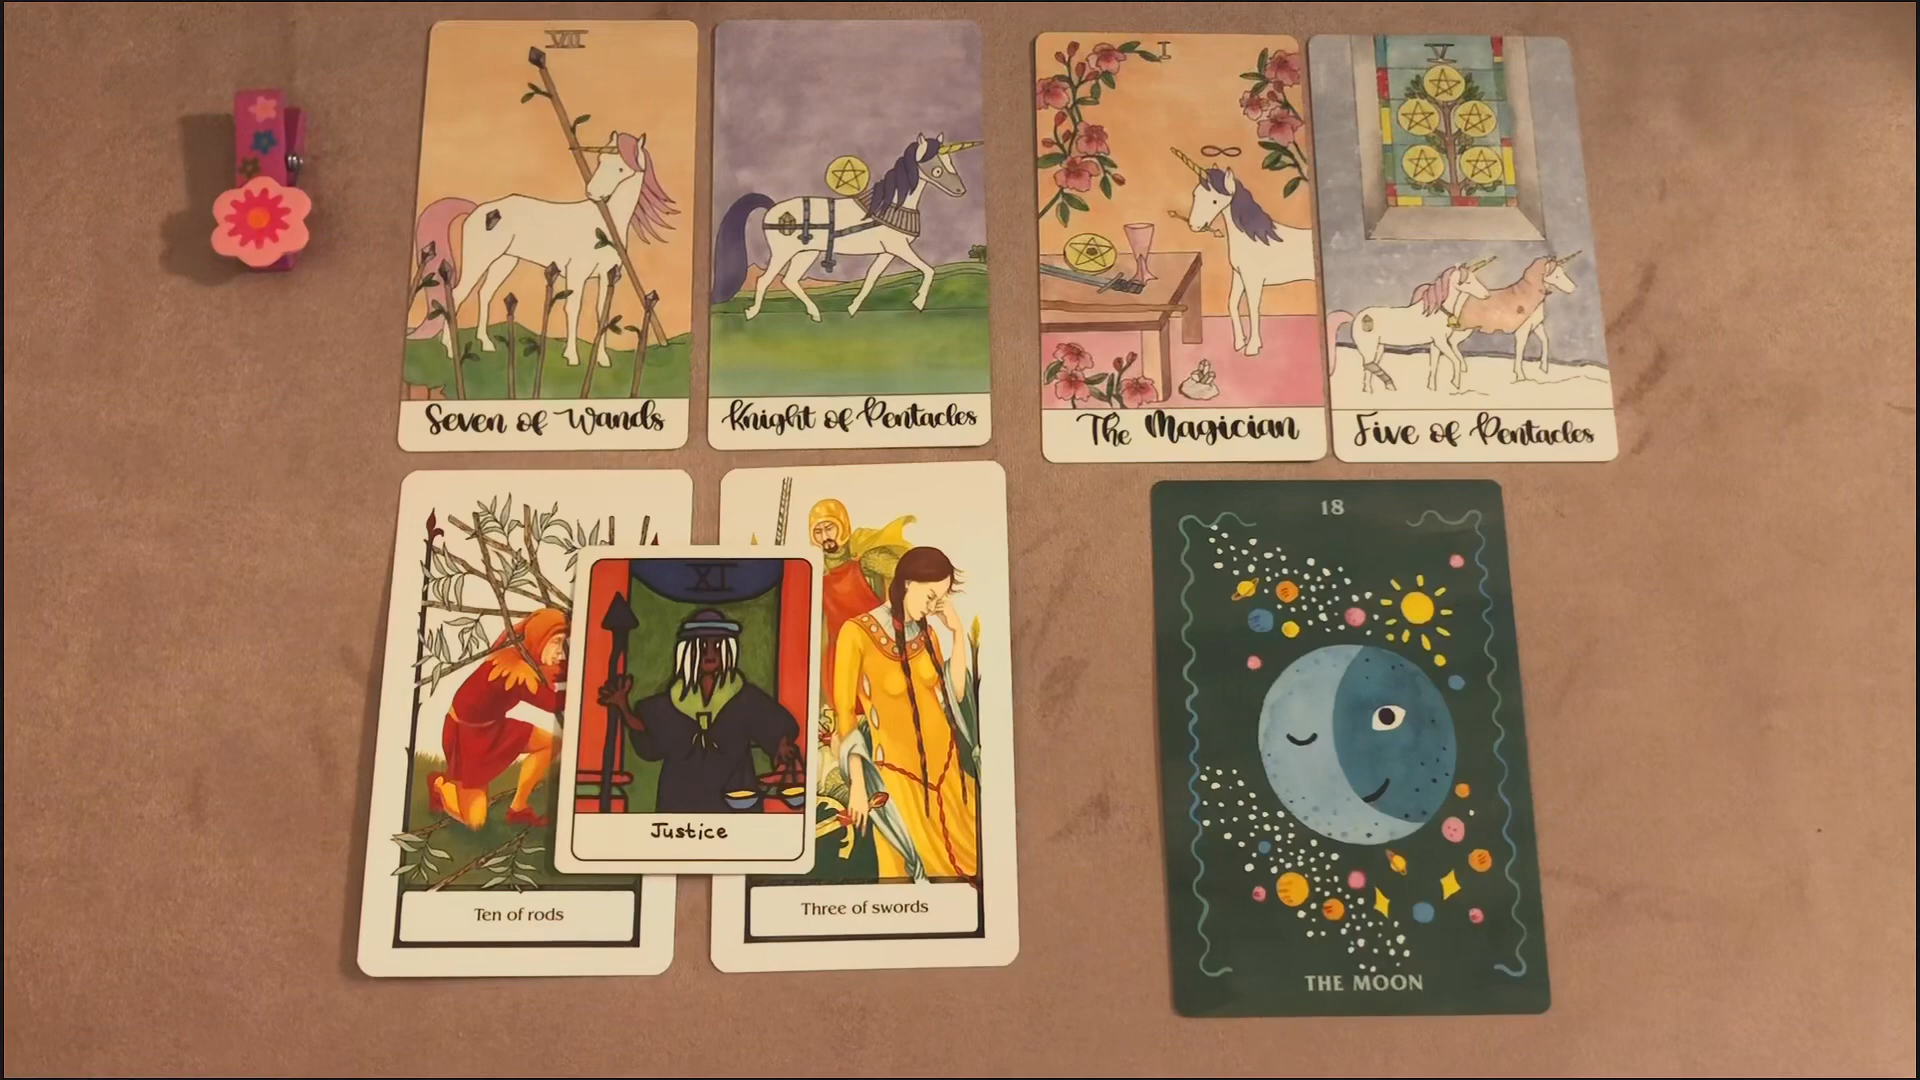 VII
Seven of Wands
Knight of Pentacles
I
The Magician
V
Five of Pentacles
Ten of rods
XI
Justice
Three of swords
18
THE MOON